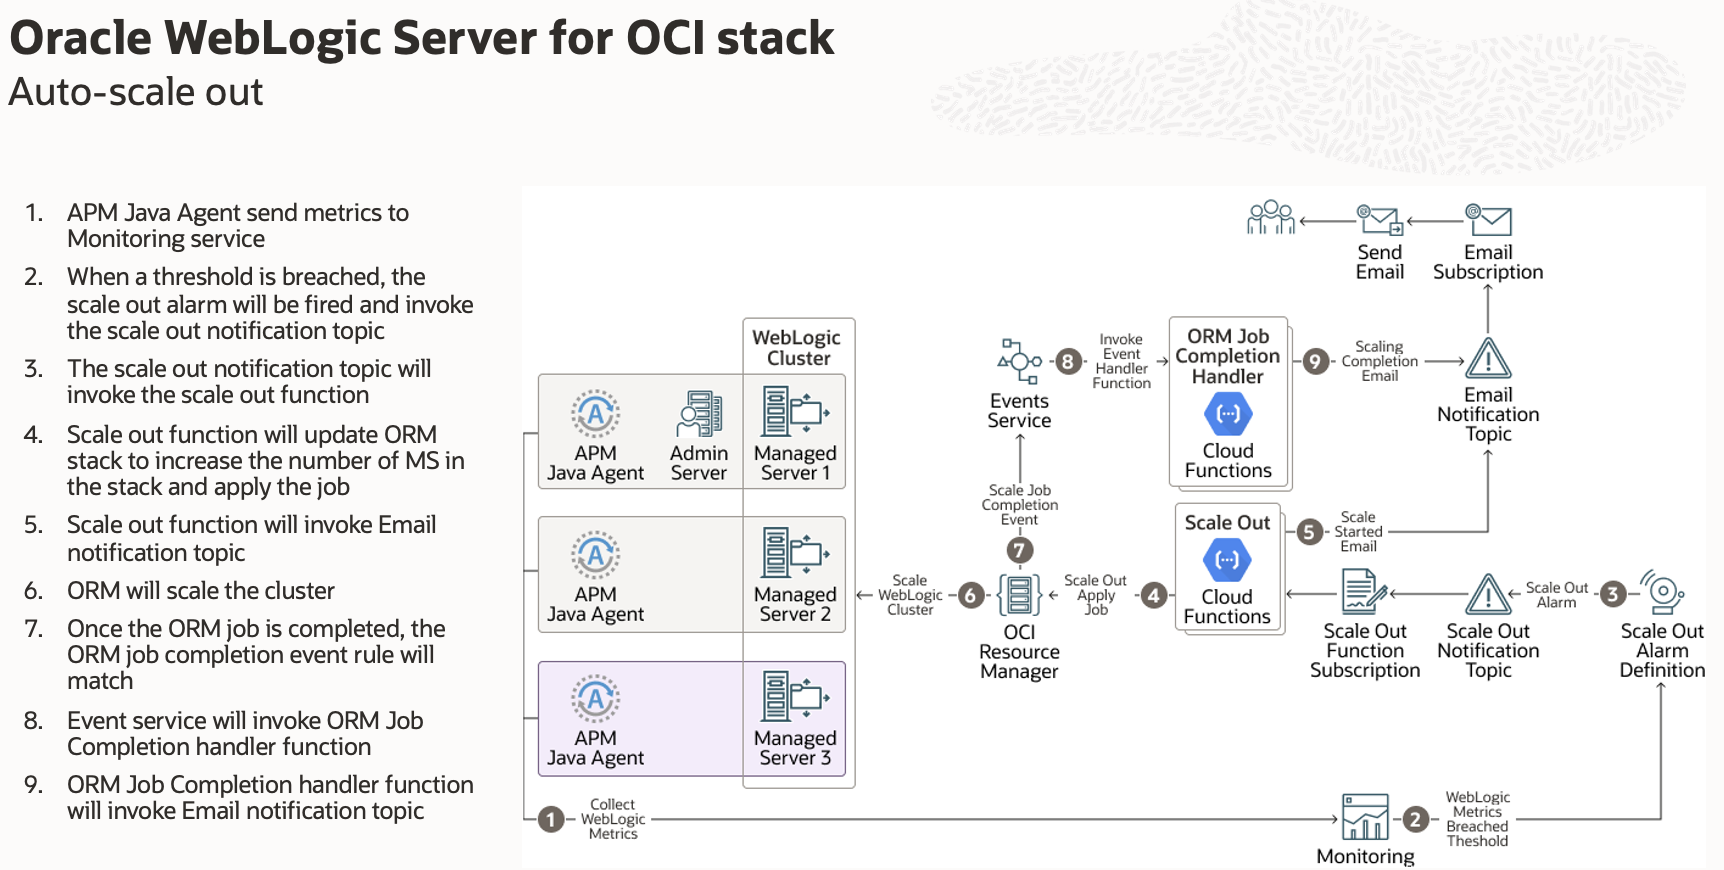 Oracle WebLogic Server for OCI stack
Auto-scale out
1. APM Java Agent send metrics to
Monitoring service
2. When a threshold is breached, the
scale out alarm will be fired and invoke
the scale out notification topic
3. The scale out notification topic will
invoke the scale out function
4. Scale out function will update ORM
stack to increase the number of MS in
the stack and apply the job
5. Scale out function will invoke Email
notification topic
6. ORM will scale the cluster
7. Once the ORM job is completed, the
ORM job completion event rule will
match
8. Event service will invoke ORM Job
Completion handler function
9. ORM Job Completion handler function
will invoke Email notification topic
Send
Email
Email
Subscription
WebLogic
Cluster
A
APM
Java Agent
Admin
Server
Managed
Server 1
A
APM
Java Agent
Managed
Server 2
A
APM
Java Agent
Managed
Server 3
Events
Service
8
Invoke
Event
Handler
Function
ORM Job
Completion
Handler
Cloud
Functions
9
Scaling
Completion
Email
Email
Notification
Topic
Scale Job
Completion
Event
7
Scale Out
Cloud
Functions
5
Scale
Started
Email
Scale
WebLogic
Cluster
6
OCI
Resource
Manager
Scale Out
Apply
Job
4
Scale Out
Function
Subscription
Scale Out
Notification
Topic
Scale Out
Alarm
3
Scale Out
Alarm
Definition
1
Collect
WebLogic
Metrics
Monitoring
2
WebLogic
Metrics
Breached
Theshold